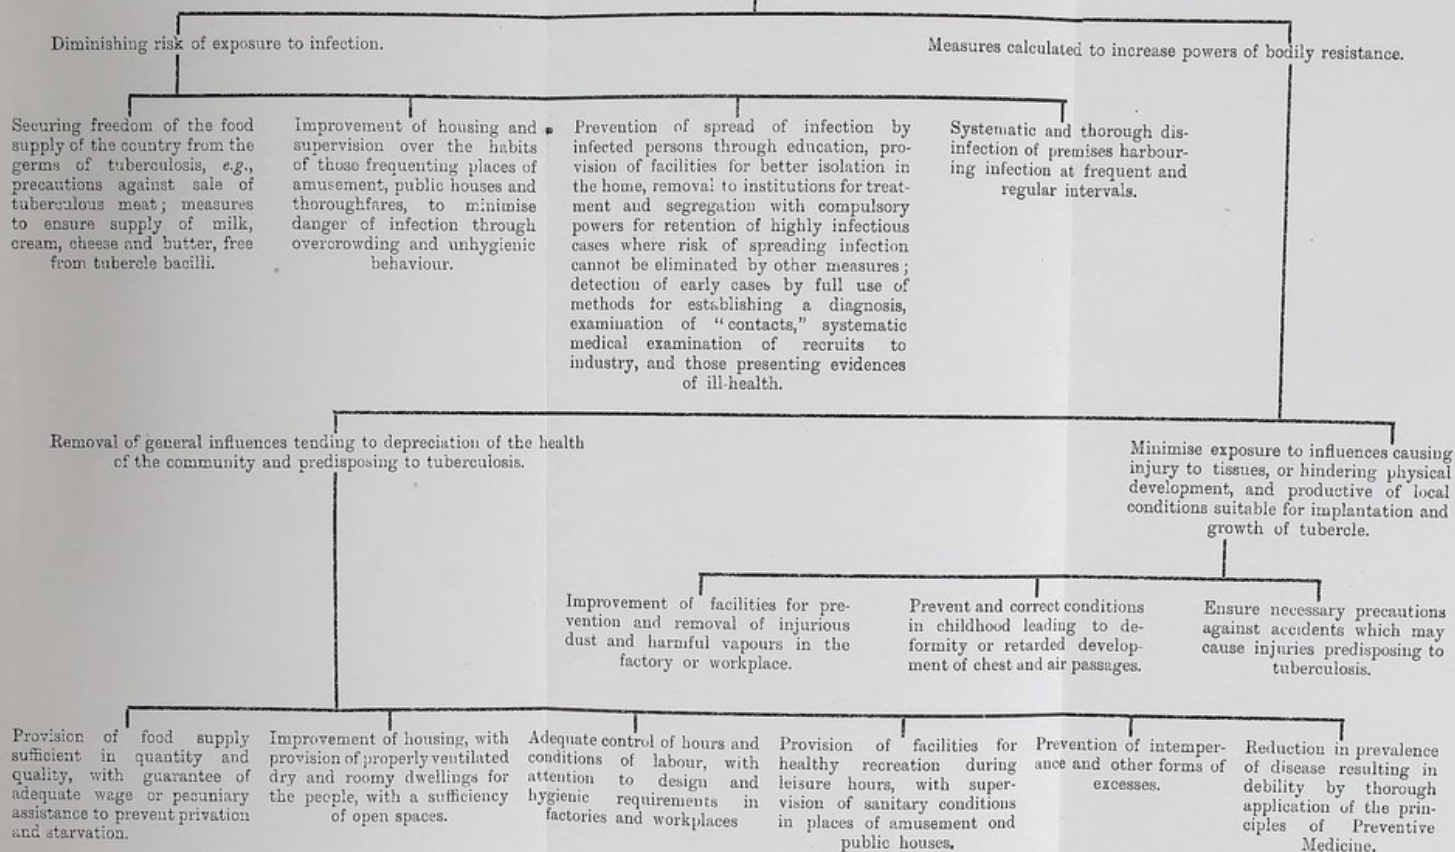 Diminishing risk of exposure to infection.
Measures calculated to increase powers of bodily resistance.
Securing freedom of the food
supply of the country from the
germs of tuberculosis, e.g.,
precautions against sale of
tuberculous meat; measures
to ensure supply of milk,
cream, cheese and butter, free
from tubercle bacilli.
Improvement of housing and
supervision over the habits
of those frequenting places of
amusement, public houses and
thoroughfares, to minimise
danger of infection through
overcrowding and unhygienic
behaviour.
Prevention of spread of infection by
infected persons through education, pro-
vision of facilities for better isolation in
the home, removal to institutions for treat-
ment and segregation with compulsory
powers for retention of highly infectious
cases where risk of spreading infection
cannot be eliminated by other measures;
detection of early cases by full use of
methods for establishing a diagnosis,
examination of "contacts," systematic
medical examination of recruits to
industry, and those presenting evidences
of ill-health.
Systematic and thorough dis-
infection of premises harbour-
ing infection at frequent and
regular intervals.
Removal of general influences tending to depreciation of the health
of the community and predisposing to tuberculosis.
Minimise exposure to influences causing
injury to tissues, or hindering physical
development, and productive of local
conditions suitable for implantation and
growth of tubercle.
Improvement of facilities for pre-
vention and removal of injurious
dust and harmful vapours in the
factory or workplace.
Prevent and correct conditions
in childhood leading to de-
formity or retarded develop-
ment of chest and air passages.
Ensure necessary precautions
against accidents which may
cause injuries predisposing to
tuberculosis.
Provision of food supply
sufficient in quantity and
quality, with guarantee of
adequate wage or pecuniary
assistance to prevent privation
and starvation.
Improvement of housing, with
provision of properly ventilated
dry and roomy dwellings for
the people, with a sufficiency
of open spaces.
Adequate control of hours and
conditions of labour, with
attention to design and
hygienic requirements in
factories and workplaces
Provision of facilities for
healthy recreation during
leisure hours, with super-
vision of sanitary conditions
in places of amusement ond
public houses.
Prevention of intemper-
ance and other forms of
excesses.
Reduction in prevalence
of disease resulting in
debility by thorough
application of the prin-
ciples of Preventive
Medicine.